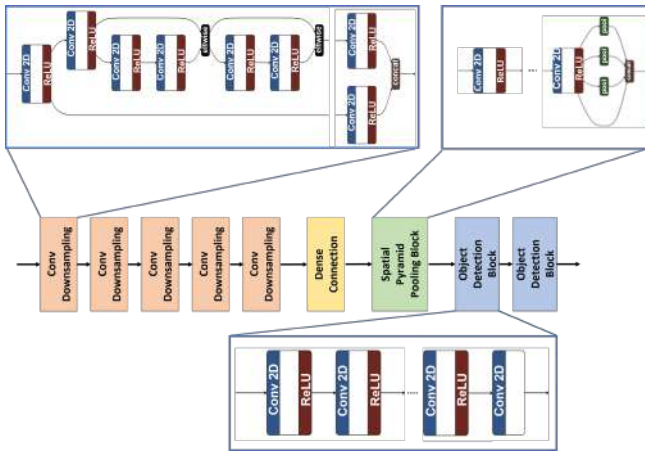 Conv 2D
ReLU
Conv 2D
ReLU
Conv 2D
ReLU
Conv 2D
ReLU
eltwise
Conv 2D
ReLU
Conv 2D
ReLU
eltwise
Conv 2D
ReLU
Conv 2D
ReLU
concat
Conv 2D
ReLU
Conv 2D
ReLU
pool
pool
pool
concat
Conv
Downsampling
Conv
Downsampling
Conv
Downsampling
Conv
Downsampling
Conv
Downsampling
Dense
Connection
Spatial
Pyramid
Pooling Block
Object
Detection
Block
Object
Detection
Block
Conv 2D
ReLU
Conv 2D
ReLU
Conv 2D
ReLU
Conv 2D